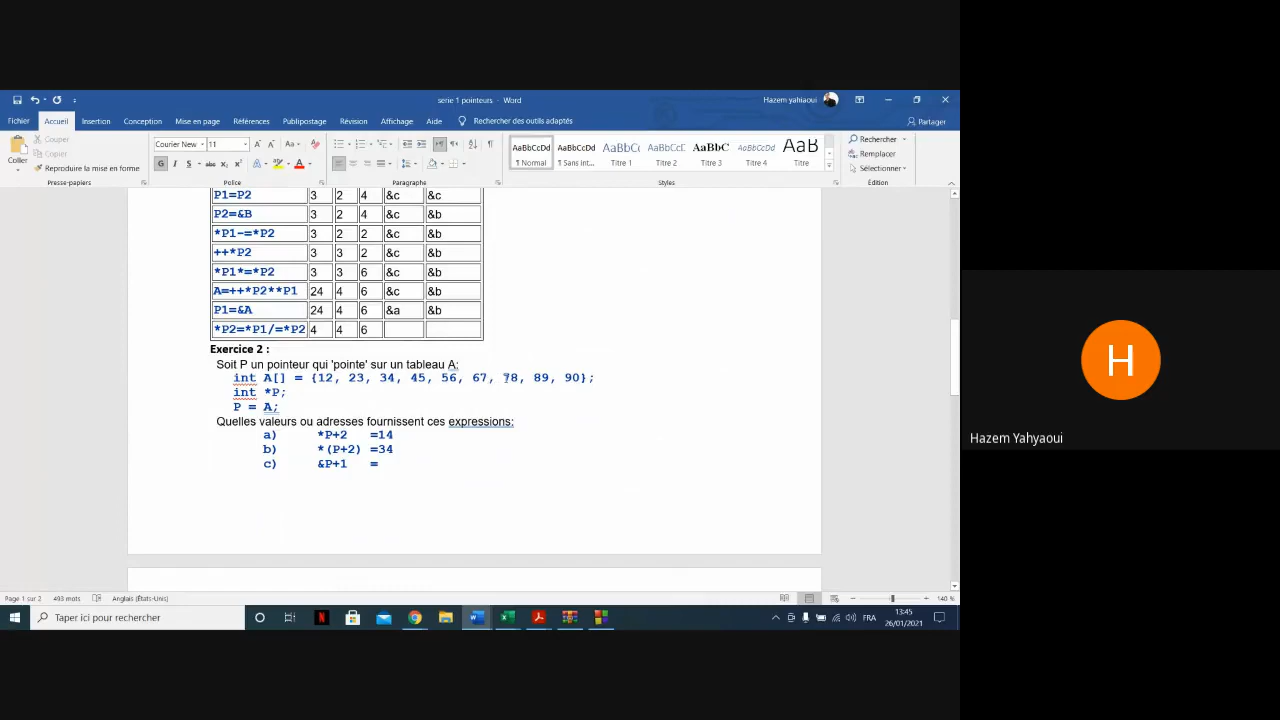 serie 1 pointeurs - Word
Hazem yahiaoui
Fichier Accueil Insertion Conception Mise en page Références Publipostage Révision Affichage Aide Recherche des outils adaptés Partager
Coller
Couper
Copier
Reproduire la mise en forme
Presse-papiers
Courier New 11
Police
Paragraphe
AaBbCcDd AaBbCcDd AaBbCc AaBbCcC AaBbC AaBbCcDd AaB
¶ Normal ¶ Sans int... Titre 1 Titre 2 Titre 3 Titre 4 Titre
Styles
Rechercher
Remplacer
Sélectionner
Édition
P1=P2 3 2 4 &c &c
P2=&B 3 2 4 &c &b
*P1-=*P2 3 2 2 &c &b
++*P2 3 3 2 &c &b
*P1*=*P2 3 3 6 &c &b
A=++*P2**P1 24 4 6 &c &b
P1=&A 24 4 6 &a &b
*P2=*P1/=*P2 4 4 6
Exercice 2 :
Soit P un pointeur qui 'pointe' sur un tableau A:
int A[] = {12, 23, 34, 45, 56, 67, 78, 89, 90};
int *P;
P = A;
Quelles valeurs ou adresses fournissent ces expressions:
a) *P+2 =14
b) *(P+2) =34
c) &P+1 =
Page 1 sur 2 493 mots Anglais (États-Unis) 140 %
Taper ici pour rechercher
FRA
13:45
26/01/2021
H
Hazem Yahyaoui